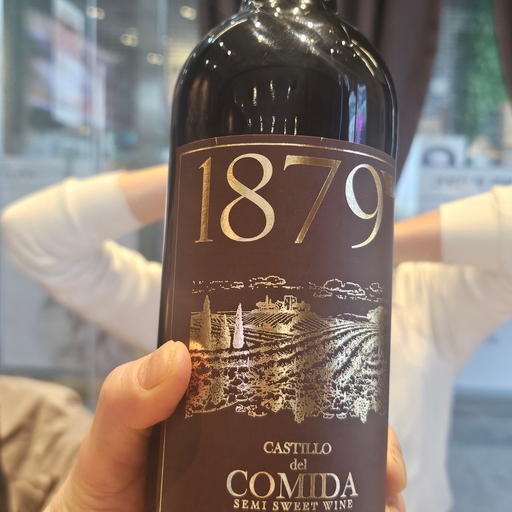 1879
CASTILLO
del
COMIDA
SEMI SWEET WINE